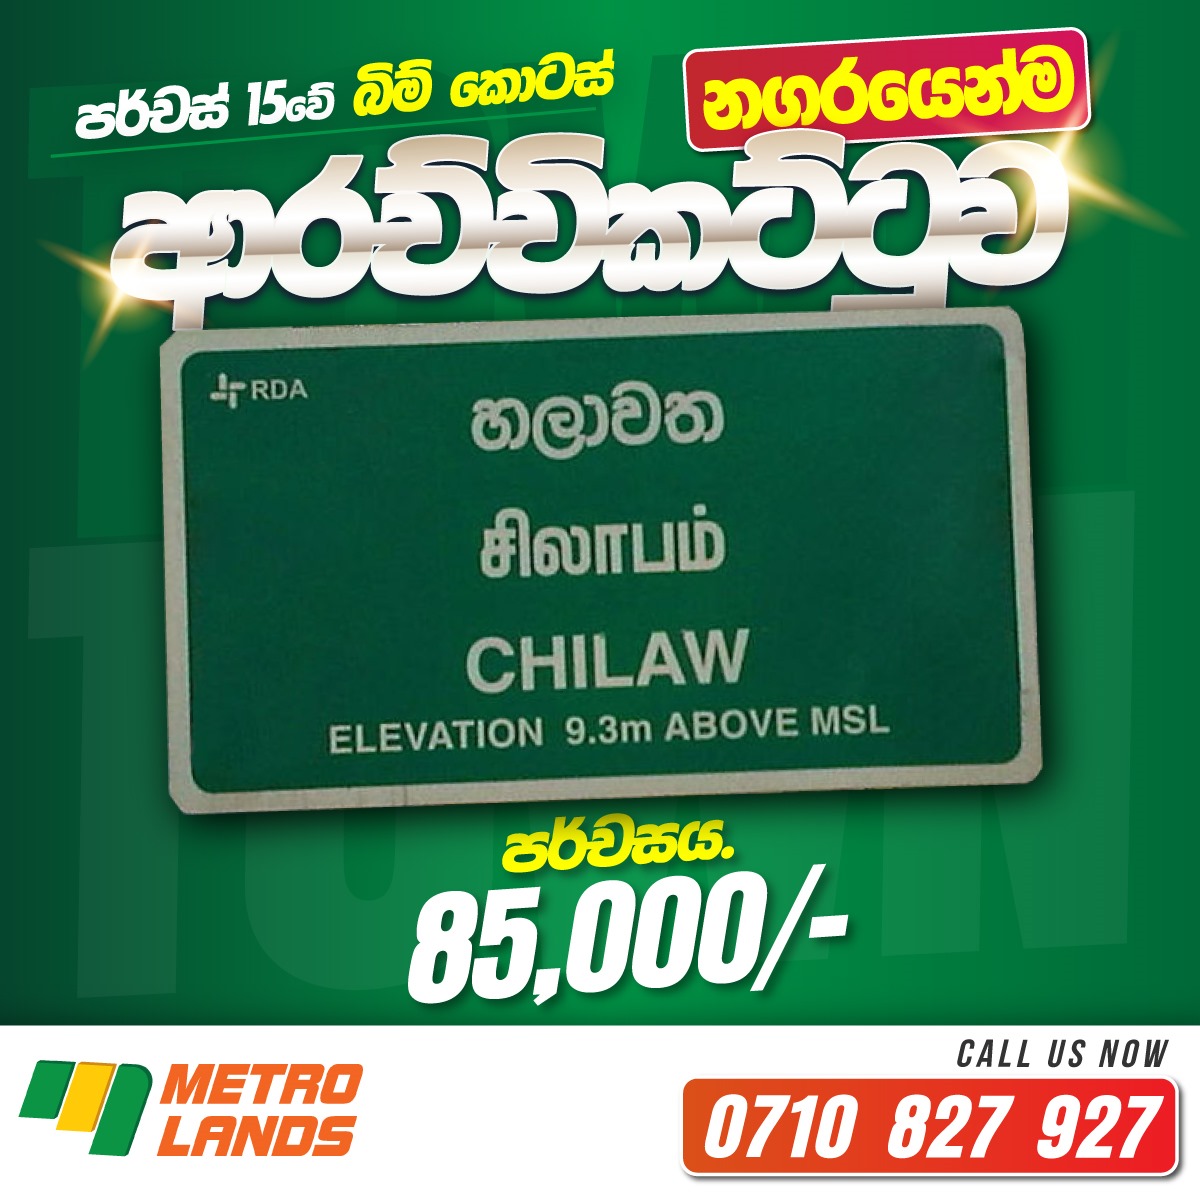 පර්චස් 15වේ බිම් කොටස්
නගරයෙන්ම
ආරච්චිකට්ටුව
RDA
හලාවත
சிலாபம்
CHILAW
ELEVATION 9.3m ABOVE MSL
පර්චසය.
85,000/-
METRO
LANDS
CALL US NOW
0710 827 927